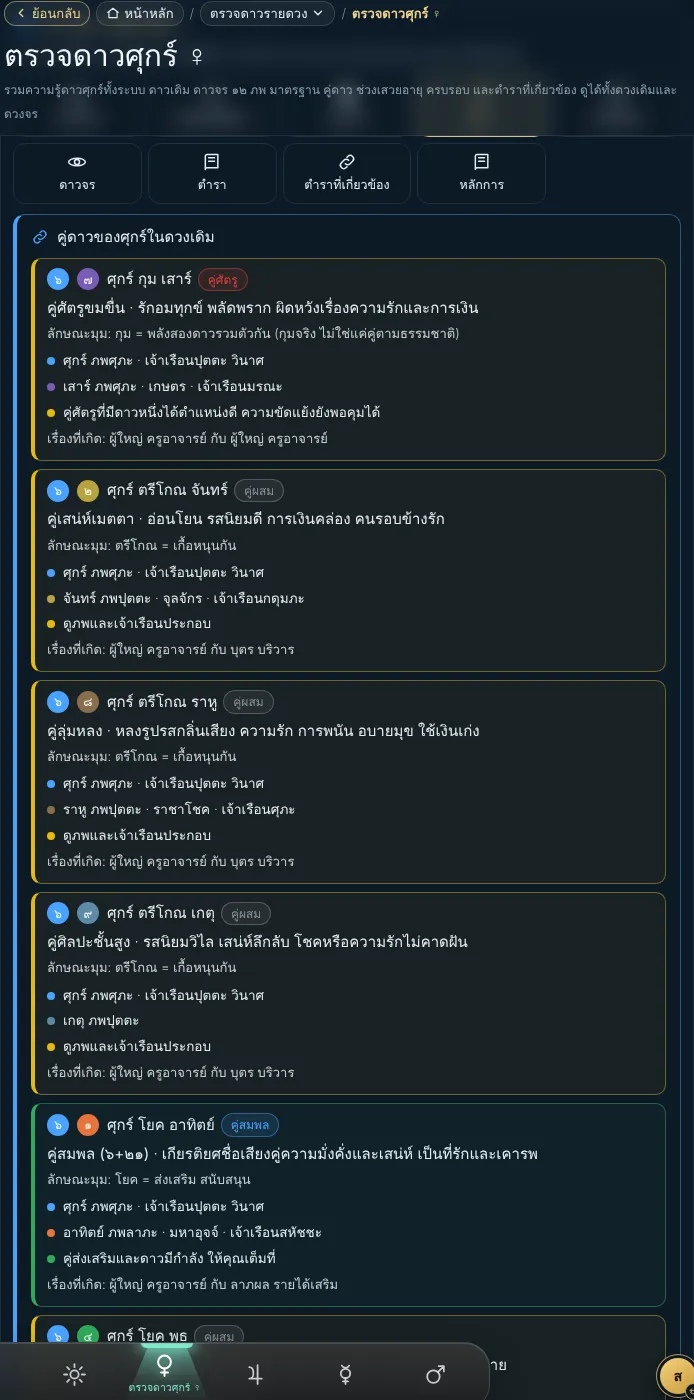 ย้อนกลับ หน้าหลัก / ตรวจดาวรายดวง / ตรวจดาวศุกร์ ♀
ตรวจดาวศุกร์ ♀
รวมความรู้ดาวศุกร์ทั้งระบบ ดาวเดิม ดาวจร ๑๒ ภพ มาตรฐาน คู่ดาว ช่วงเสวยอายุ ครบรอบ และตำราที่เกี่ยวข้อง ดูได้ทั้งดวงเดิมและ
ดวงจร
ดาวจร ตำรา ตำราที่เกี่ยวข้อง หลักการ
คู่ดาวของศุกร์ในดวงเดิม
๖ ๗ ศุกร์ กุม เสาร์ คู่ศัตรู
คู่ศัตรูขมขื่น · รักอมทุกข์ พลัดพราก ผิดหวังเรื่องความรักและการเงิน
ลักษณะมุม: กุม = พลังสองดาวรวมตัวกัน (กุมจริง ไม่ใช่แค่คู่ตามธรรมชาติ)
ศุกร์ ภพศุภะ · เจ้าเรือนปุตตะ วินาศ
เสาร์ ภพศุภะ · เกษตร · เจ้าเรือนมรณะ
คู่ศัตรูที่มีดาวหนึ่งได้ตำแหน่งดี ความขัดแย้งยังพอคุมได้
เรื่องที่เกิด: ผู้ใหญ่ ครูอาจารย์ กับ ผู้ใหญ่ ครูอาจารย์
๖ ๒ ศุกร์ ตรีโกณ จันทร์ คู่ผสม
คู่เสน่ห์เมตตา · อ่อนโยน รสนิยมดี การเงินคล่อง คนรอบข้างรัก
ลักษณะมุม: ตรีโกณ = เกื้อหนุนกัน
ศุกร์ ภพศุภะ · เจ้าเรือนปุตตะ วินาศ
จันทร์ ภพปุตตะ · จุลจักร · เจ้าเรือนกดุมภะ
ดูภพและเจ้าเรือนประกอบ
เรื่องที่เกิด: ผู้ใหญ่ ครูอาจารย์ กับ บุตร บริวาร
๖ ๘ ศุกร์ ตรีโกณ ราหู คู่ผสม
คู่ลุ่มหลง · หลงรูปรสกลิ่นเสียง ความรัก การพนัน อบายมุข ใช้เงินเก่ง
ลักษณะมุม: ตรีโกณ = เกื้อหนุนกัน
ศุกร์ ภพศุภะ · เจ้าเรือนปุตตะ วินาศ
ราหู ภพปุตตะ · ราชาโชค · เจ้าเรือนศุภะ
ดูภพและเจ้าเรือนประกอบ
เรื่องที่เกิด: ผู้ใหญ่ ครูอาจารย์ กับ บุตร บริวาร
๖ ๙ ศุกร์ ตรีโกณ เกตุ คู่ผสม
คู่ศิลปะชั้นสูง · รสนิยมวิไล เสน่ห์ลึกลับ โชคหรือความรักไม่คาดฝัน
ลักษณะมุม: ตรีโกณ = เกื้อหนุนกัน
ศุกร์ ภพศุภะ · เจ้าเรือนปุตตะ วินาศ
เกตุ ภพปุตตะ
ดูภพและเจ้าเรือนประกอบ
เรื่องที่เกิด: ผู้ใหญ่ ครูอาจารย์ กับ บุตร บริวาร
๖ ๑ ศุกร์ โยค อาทิตย์ คู่สมพล
คู่สมพล (๖+๒๑) · เกียรติยศชื่อเสียงคู่ความมั่งคั่งและเสน่ห์ เป็นที่รักและเคารพ
ลักษณะมุม: โยค = ส่งเสริม สนับสนุน
ศุกร์ ภพศุภะ · เจ้าเรือนปุตตะ วินาศ
อาทิตย์ ภพลาภะ · มหาอุจจ์ · เจ้าเรือนสหัชชะ
คู่ส่งเสริมและดาวมีกำลัง ให้คุณเต็มที่
เรื่องที่เกิด: ผู้ใหญ่ ครูอาจารย์ กับ ลาภผล รายได้เสริม
๖ ๔ ศุกร์ โยค พุธ คู่ผสม
าย
ตรวจดาวศุกร์ ♀
ส